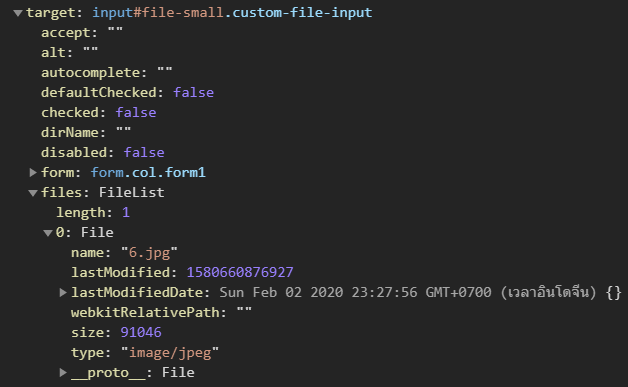 target: input#file-small.custom-file-input
accept: ""
alt: ""
autocomplete: ""
defaultChecked: false
checked: false
dirName: ""
disabled: false
form: form.col.form1
files: FileList
length: 1
0: File
name: "6.jpg"
lastModified: 1580660876927
lastModifiedDate: Sun Feb 02 2020 23:27:56 GMT+0700 (เวลาอินโดจีน) {}
webkitRelativePath: ""
size: 91046
type: "image/jpeg"
__proto__: File